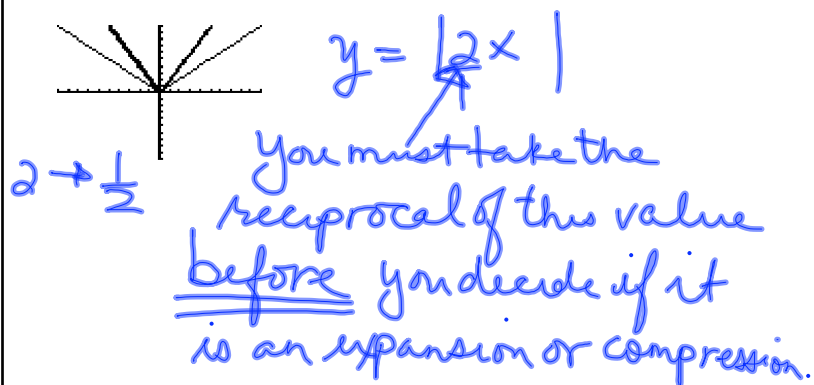 y = |2x|
You must take the
2 → 1/2
reciprocal of this value
before you decide if it
is an expansion or compression.